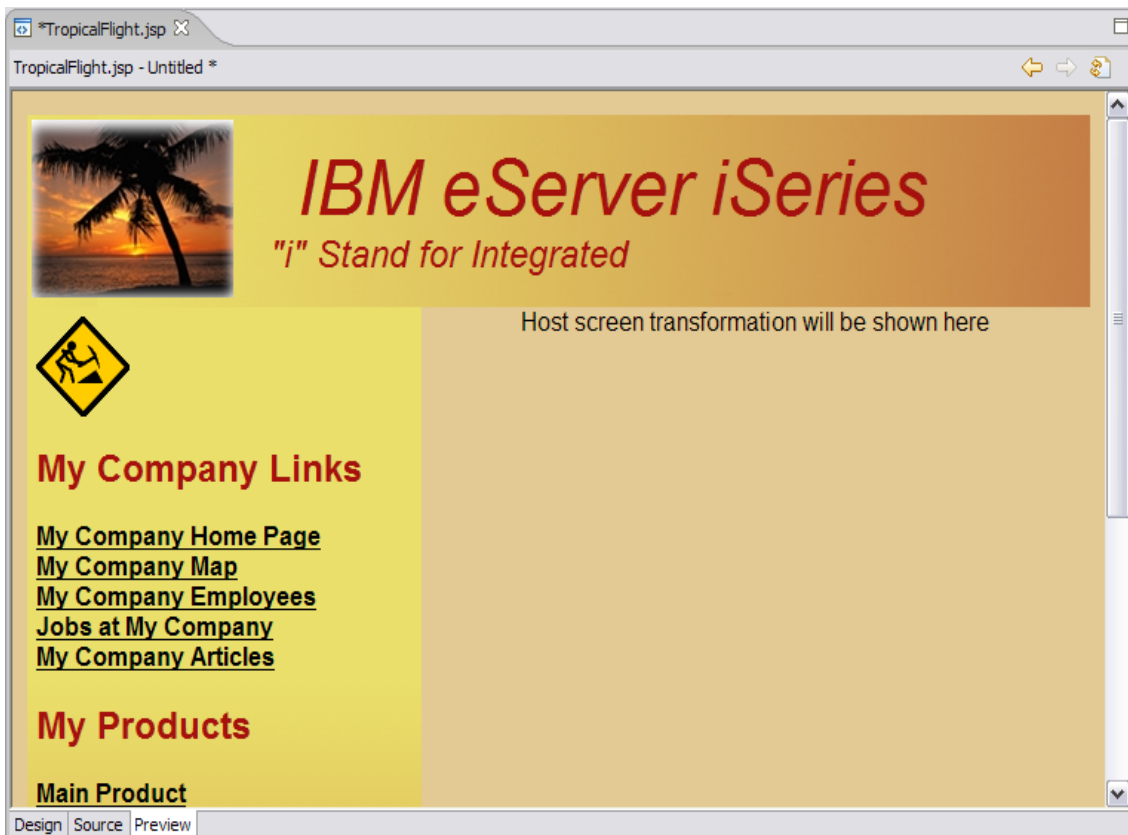 *TropicalFlight.jsp
TropicalFlight.jsp - Untitled *
IBM eServer iSeries
"i" Stand for Integrated
Host screen transformation will be shown here
My Company Links
My Company Home Page
My Company Map
My Company Employees
Jobs at My Company
My Company Articles
My Products
Main Product
Design Source Preview